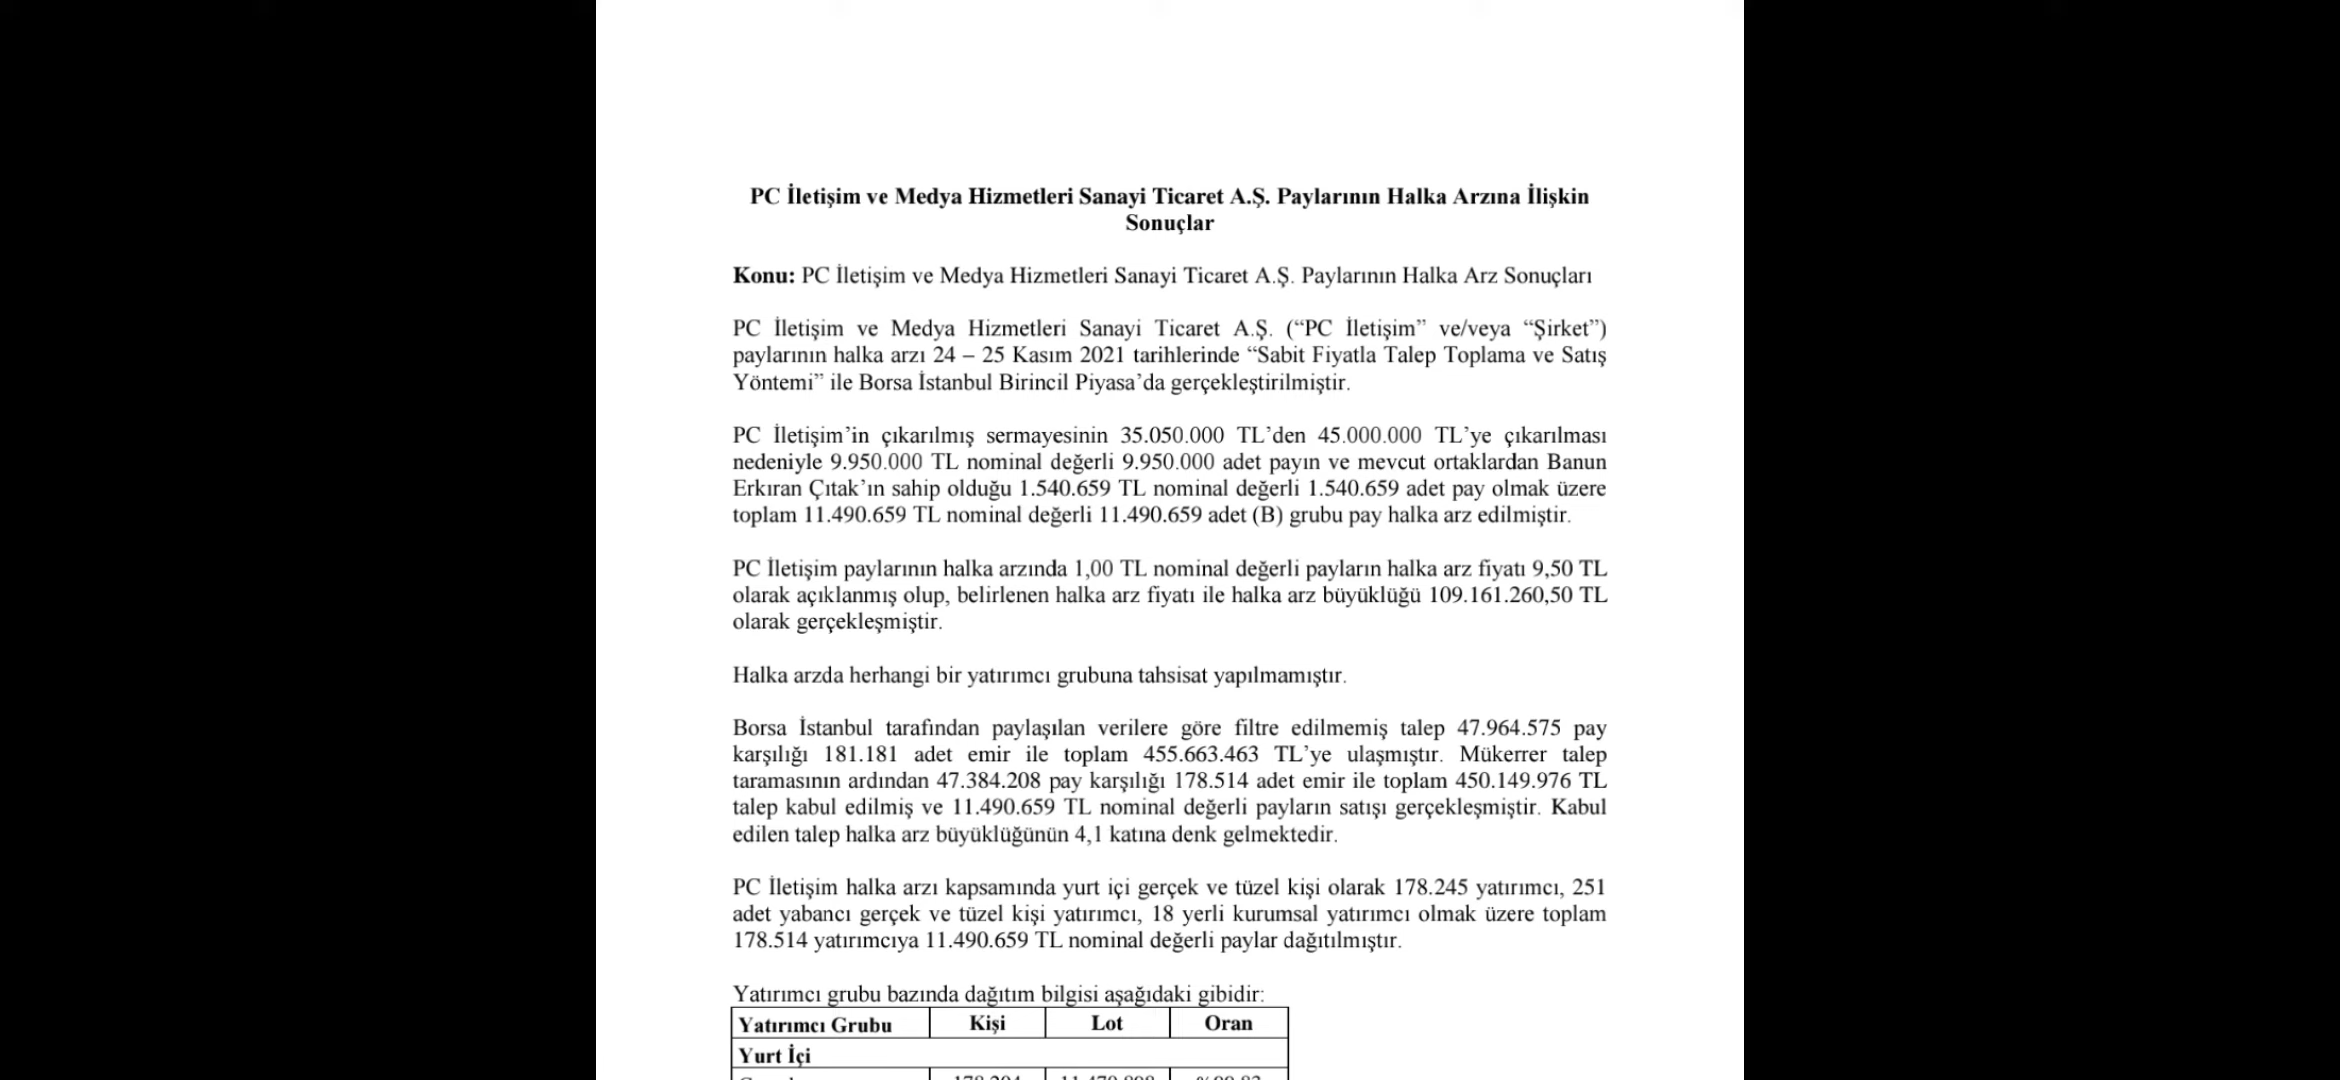 PC İletişim ve Medya Hizmetleri Sanayi Ticaret A.Ş. Paylarının Halka Arzına İlişkin
Sonuçlar
Konu: PC İletişim ve Medya Hizmetleri Sanayi Ticaret A.Ş. Paylarının Halka Arz Sonuçları
PC İletişim ve Medya Hizmetleri Sanayi Ticaret A.Ş. (“PC İletişim” ve/veya “Şirket”)
paylarının halka arzı 24 – 25 Kasım 2021 tarihlerinde “Sabit Fiyatla Talep Toplama ve Satış
Yöntemi” ile Borsa İstanbul Birincil Piyasa’da gerçekleştirilmiştir.
PC İletişim’in çıkarılmış sermayesinin 35.050.000 TL’den 45.000.000 TL’ye çıkarılması
nedeniyle 9.950.000 TL nominal değerli 9.950.000 adet payın ve mevcut ortaklardan Banun
Erkıran Çıtak’ın sahip olduğu 1.540.659 TL nominal değerli 1.540.659 adet pay olmak üzere
toplam 11.490.659 TL nominal değerli 11.490.659 adet (B) grubu pay halka arz edilmiştir.
PC İletişim paylarının halka arzında 1,00 TL nominal değerli payların halka arz fiyatı 9,50 TL
olarak açıklanmış olup, belirlenen halka arz fiyatı ile halka arz büyüklüğü 109.161.260,50 TL
olarak gerçekleşmiştir.
Halka arzda herhangi bir yatırımcı grubuna tahsisat yapılmamıştır.
Borsa İstanbul tarafından paylaşılan verilere göre filtre edilmemiş talep 47.964.575 pay
karşılığı 181.181 adet emir ile toplam 455.663.463 TL’ye ulaşmıştır. Mükerrer talep
taramasının ardından 47.384.208 pay karşılığı 178.514 adet emir ile toplam 450.149.976 TL
talep kabul edilmiş ve 11.490.659 TL nominal değerli payların satışı gerçekleşmiştir. Kabul
edilen talep halka arz büyüklüğünün 4,1 katına denk gelmektedir.
PC İletişim halka arzı kapsamında yurt içi gerçek ve tüzel kişi olarak 178.245 yatırımcı, 251
adet yabancı gerçek ve tüzel kişi yatırımcı, 18 yerli kurumsal yatırımcı olmak üzere toplam
178.514 yatırımcıya 11.490.659 TL nominal değerli paylar dağıtılmıştır.
Yatırımcı grubu bazında dağıtım bilgisi aşağıdaki gibidir:
Yatırımcı Grubu Kişi Lot Oran
Yurt İçi